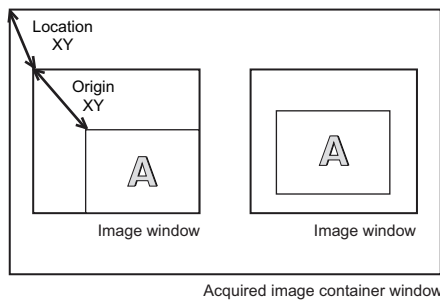 Location
XY
Origin
XY
A
A
Image window
Image window
Acquired image container window